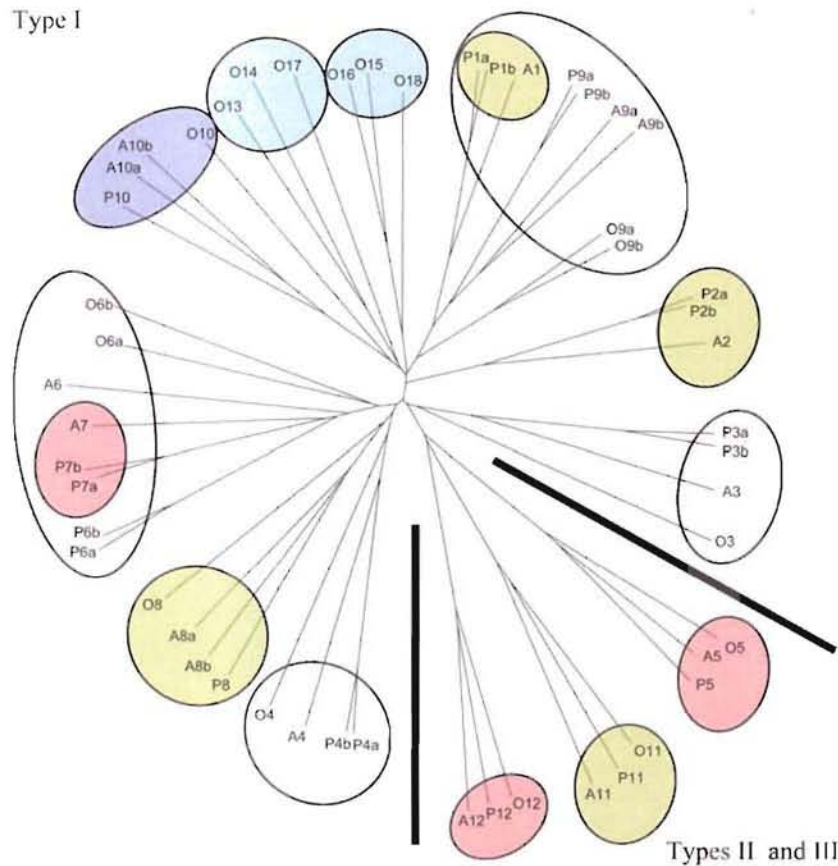 Type I
O14
O17
O16
O15
O18
O13
O10
A10b
A10a
P10
P1a
P1b
A1
P9a
P9b
A9a
A9b
O9a
O9b
P2a
P2b
A2
P3a
P3b
A3
O3
O6b
O6a
A6
A7
P7b
P7a
P6b
P6a
O8
A8a
A8b
P8
O4
A4
P4b
P4a
O5
A5
P5
O11
P11
A11
O12
P12
A12
Types II and III